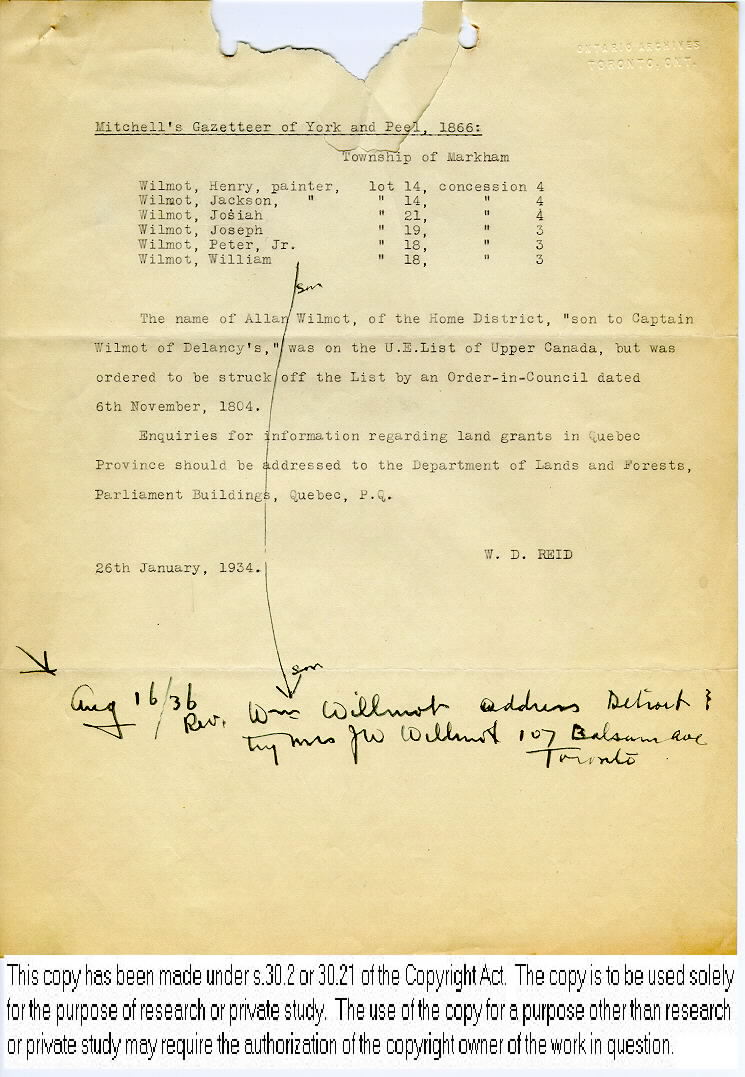 ONTARIO ARCHIVES
TORONTO, ONT.
Mitchell's Gazetteer of York and Peel, 1866:
Township of Markham
Wilmot, Henry, painter, lot 14, concession 4
Wilmot, Jackson, " " 14, " 4
Wilmot, Josiah " 21, " 4
Wilmot, Joseph " 19, " 3
Wilmot, Peter, Jr. " 18, " 3
Wilmot, William " 18, " 3
son
The name of Allan Wilmot, of the Home District, "son to Captain
Wilmot of Delancy's," was on the U.E.List of Upper Canada, but was
ordered to be struck off the List by an Order-in-Council dated
6th November, 1804.
Enquiries for information regarding land grants in Quebec
Province should be addressed to the Department of Lands and Forests,
Parliament Buildings, Quebec, P.Q.
W. D. REID
26th January, 1934.
son
Aug 16/36 Rev. Wm Willmot address Detroit ?
try Mrs JW Willmot 107 Balsam ave
Toronto
This copy has been made under s.30.2 or 30.21 of the Copyright Act. The copy is to be used solely
for the purpose of research or private study. The use of the copy for a purpose other than research
or private study may require the authorization of the copyright owner of the work in question.